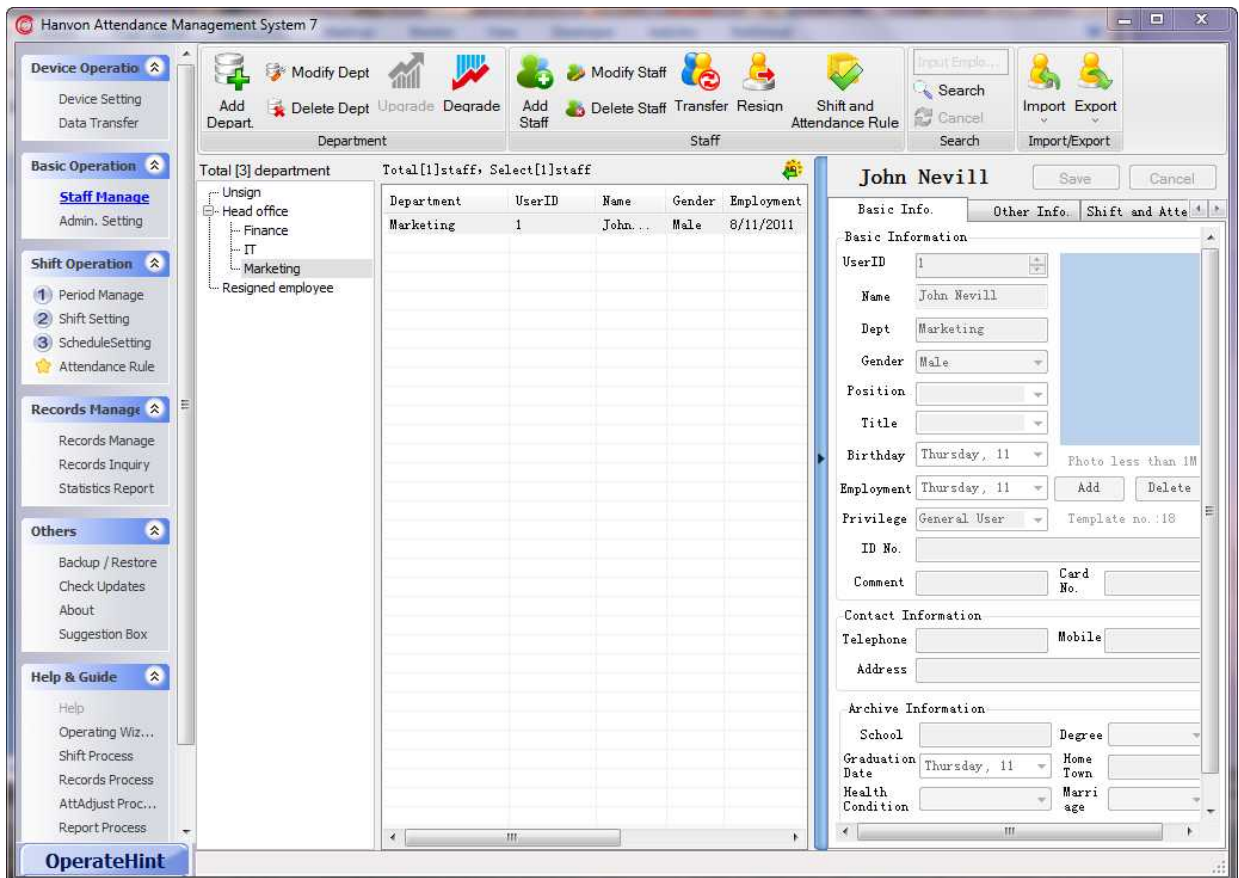 Hanvon Attendance Management System 7
Device Operatio
Device Setting
Data Transfer
Basic Operation
Staff Manage
Admin. Setting
Shift Operation
1 Period Manage
2 Shift Setting
3 ScheduleSetting
Attendance Rule
Records Manage
Records Manage
Records Inquiry
Statistics Report
Others
Backup / Restore
Check Updates
About
Suggestion Box
Help & Guide
Help
Operating Wiz...
Shift Process
Records Process
AttAdjust Proc...
Report Process
OperateHint
Add Depart.
Modify Dept
Delete Dept
Upgrade
Degrade
Department
Add Staff
Modify Staff
Delete Staff
Transfer
Resign
Shift and Attendance Rule
Staff
Input Emplo...
Search
Cancel
Search
Import
Export
Import/Export
Total [3] department
Unsign
Head office
Finance
IT
Marketing
Resigned employee
Total[1]staff, Select[1]staff
Department UserID Name Gender Employment
Marketing 1 John... Male 8/11/2011
John Nevill
Save
Cancel
Basic Info. Other Info. Shift and Atte
Basic Information
UserID 1
Name John Nevill
Dept Marketing
Gender Male
Position
Title
Birthday Thursday, 11
Photo less than 1M
Employment Thursday, 11
Add
Delete
Privilege General User
Template no.:18
ID No.
Comment
Card No.
Contact Information
Telephone
Mobile
Address
Archive Information
School
Degree
Graduation Date Thursday, 11
Home Town
Health Condition
Marri age